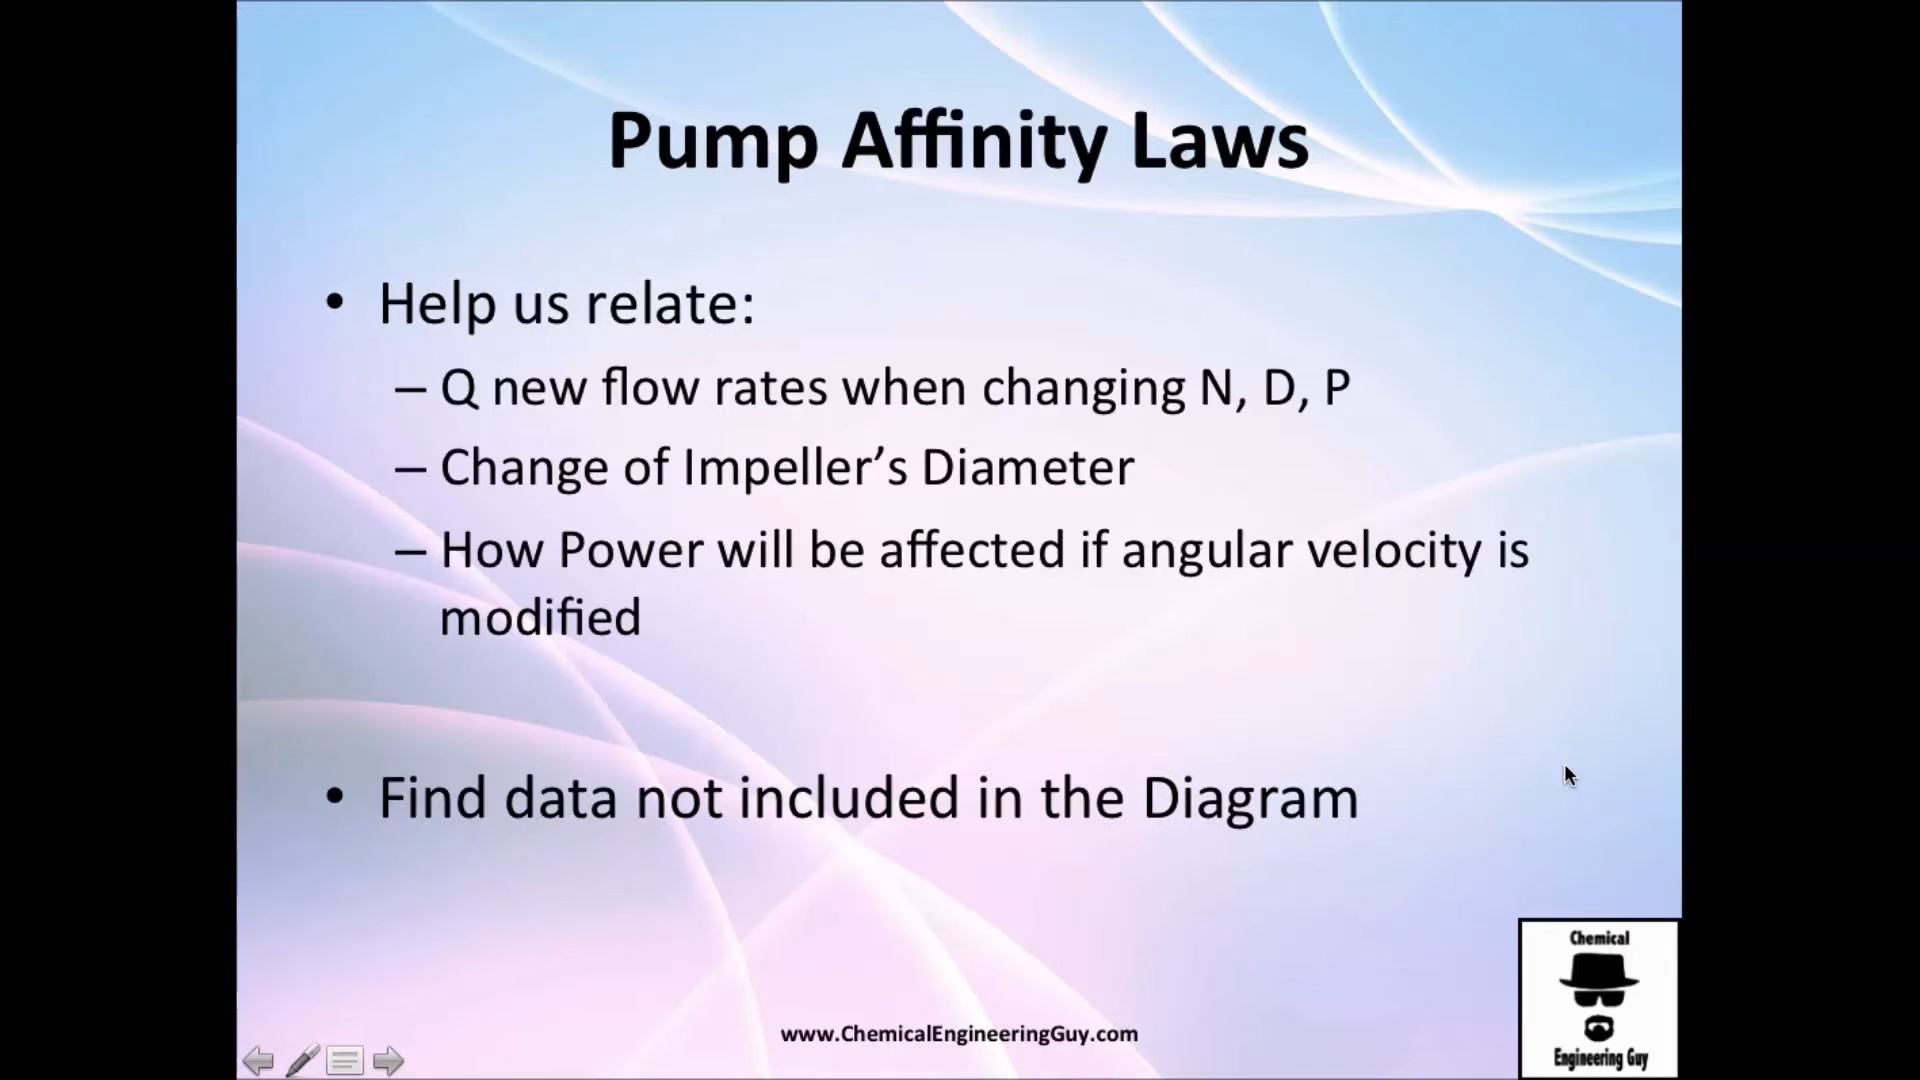 Pump Affinity Laws
• Help us relate:
– Q new flow rates when changing N, D, P
– Change of Impeller’s Diameter
– How Power will be affected if angular velocity is
modified
• Find data not included in the Diagram
Chemical
Engineering Guy
www.ChemicalEngineeringGuy.com